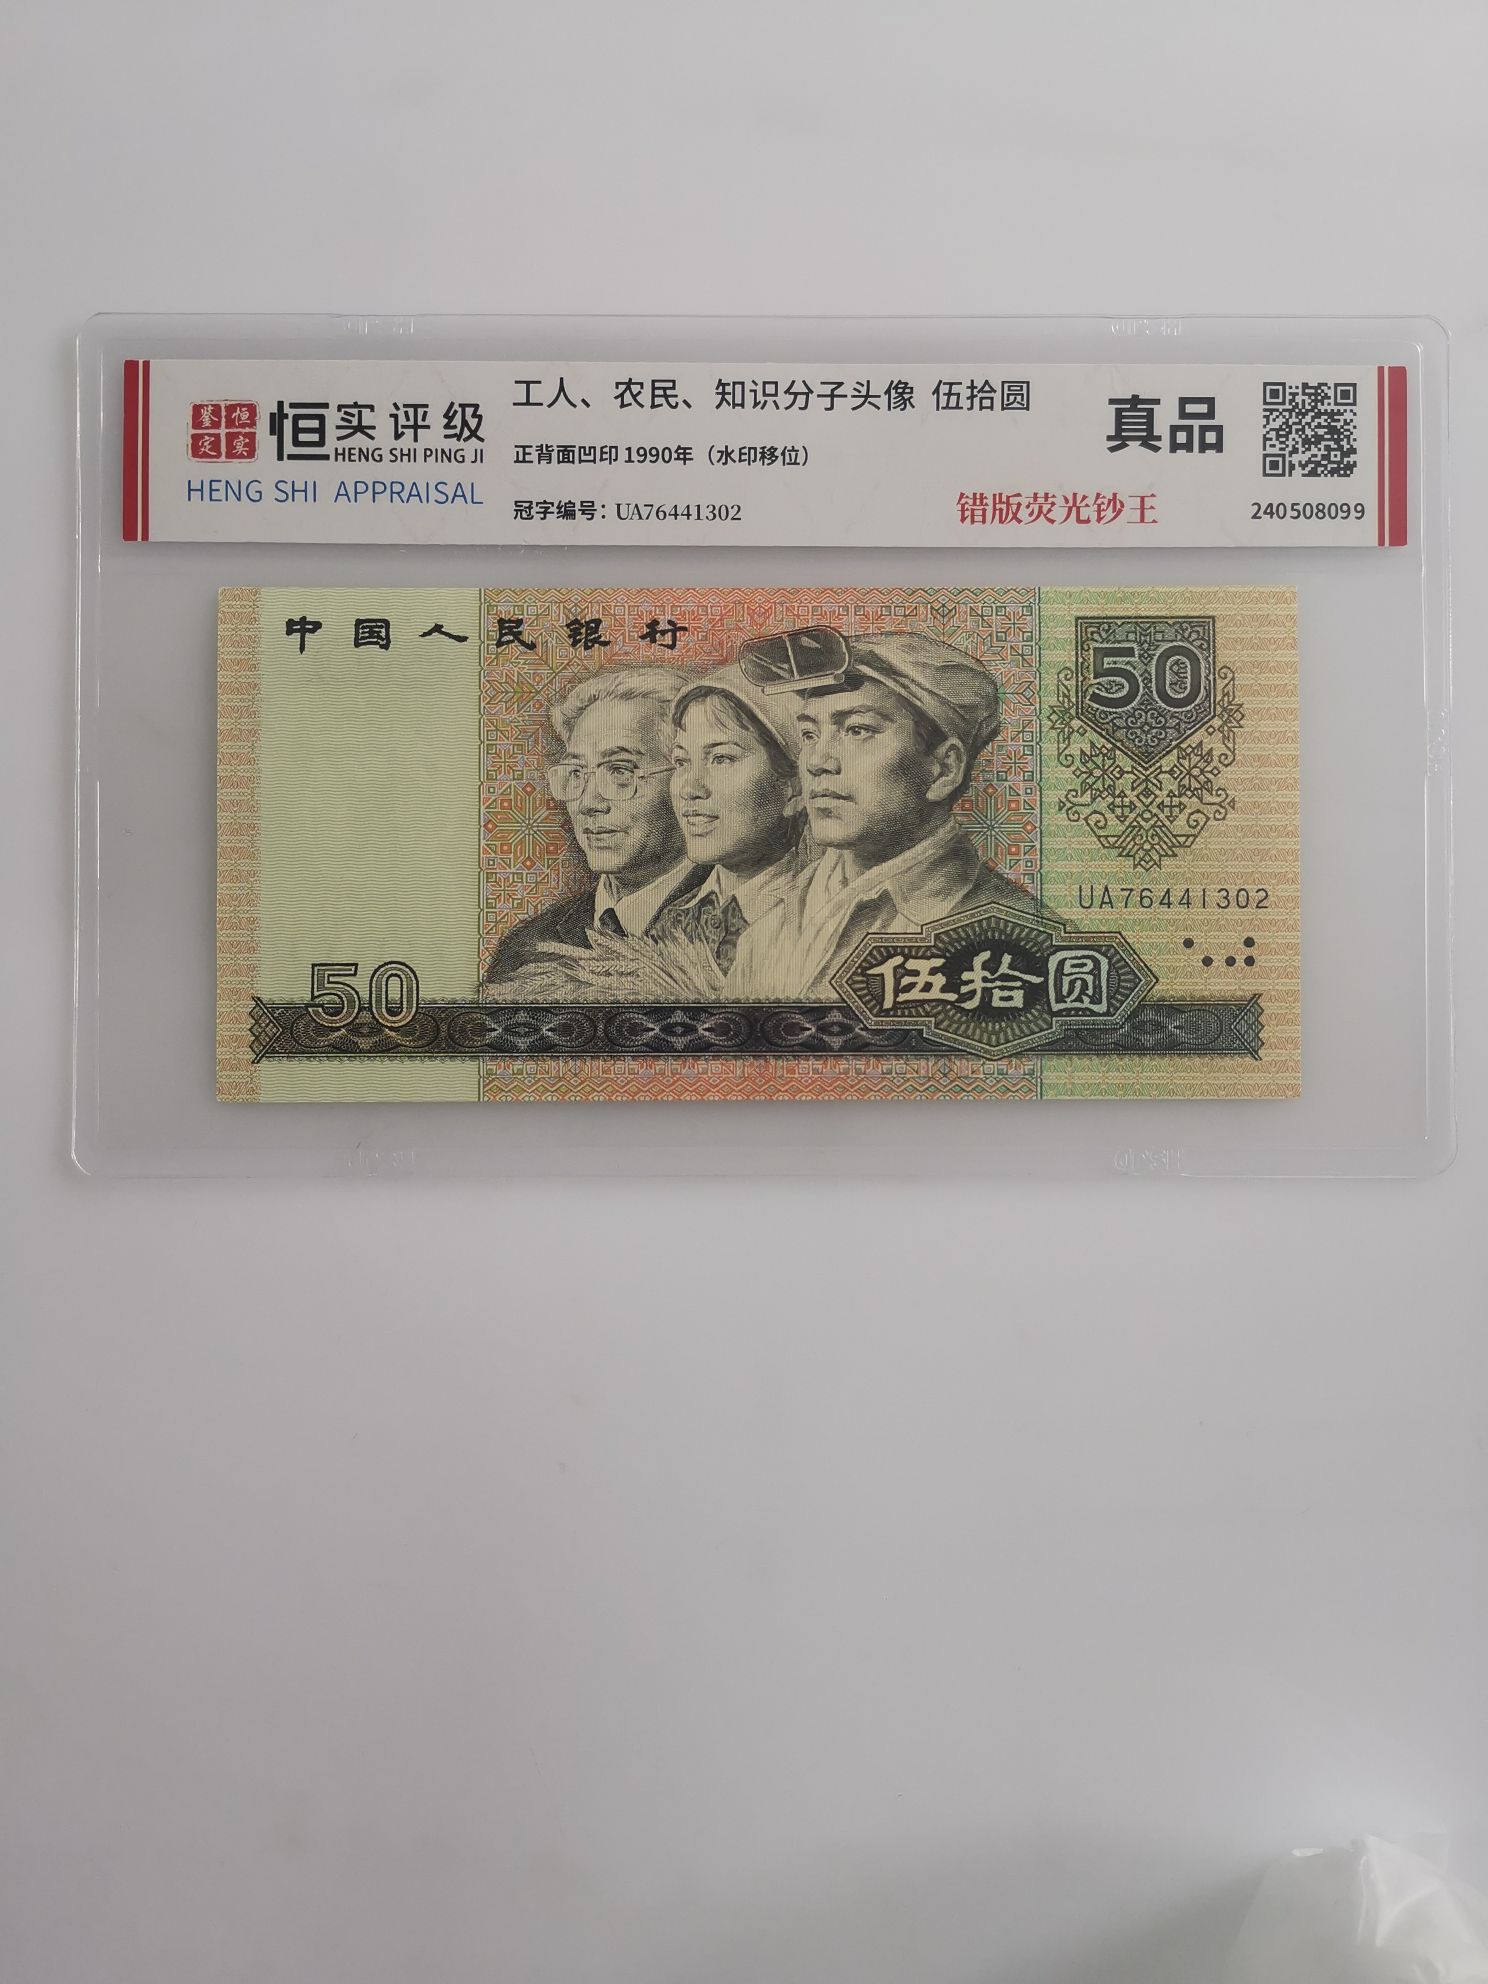 鉴恒
定实
恒实评级
HENG SHI PING JI
HENG SHI APPRAISAL
工人、农民、知识分子头像 伍拾圆
正背面凹印 1990年（水印移位）
冠字编号：UA76441302
真品
错版荧光钞王
240508099
中国人民银行
50
UA76441302
50
伍拾圆